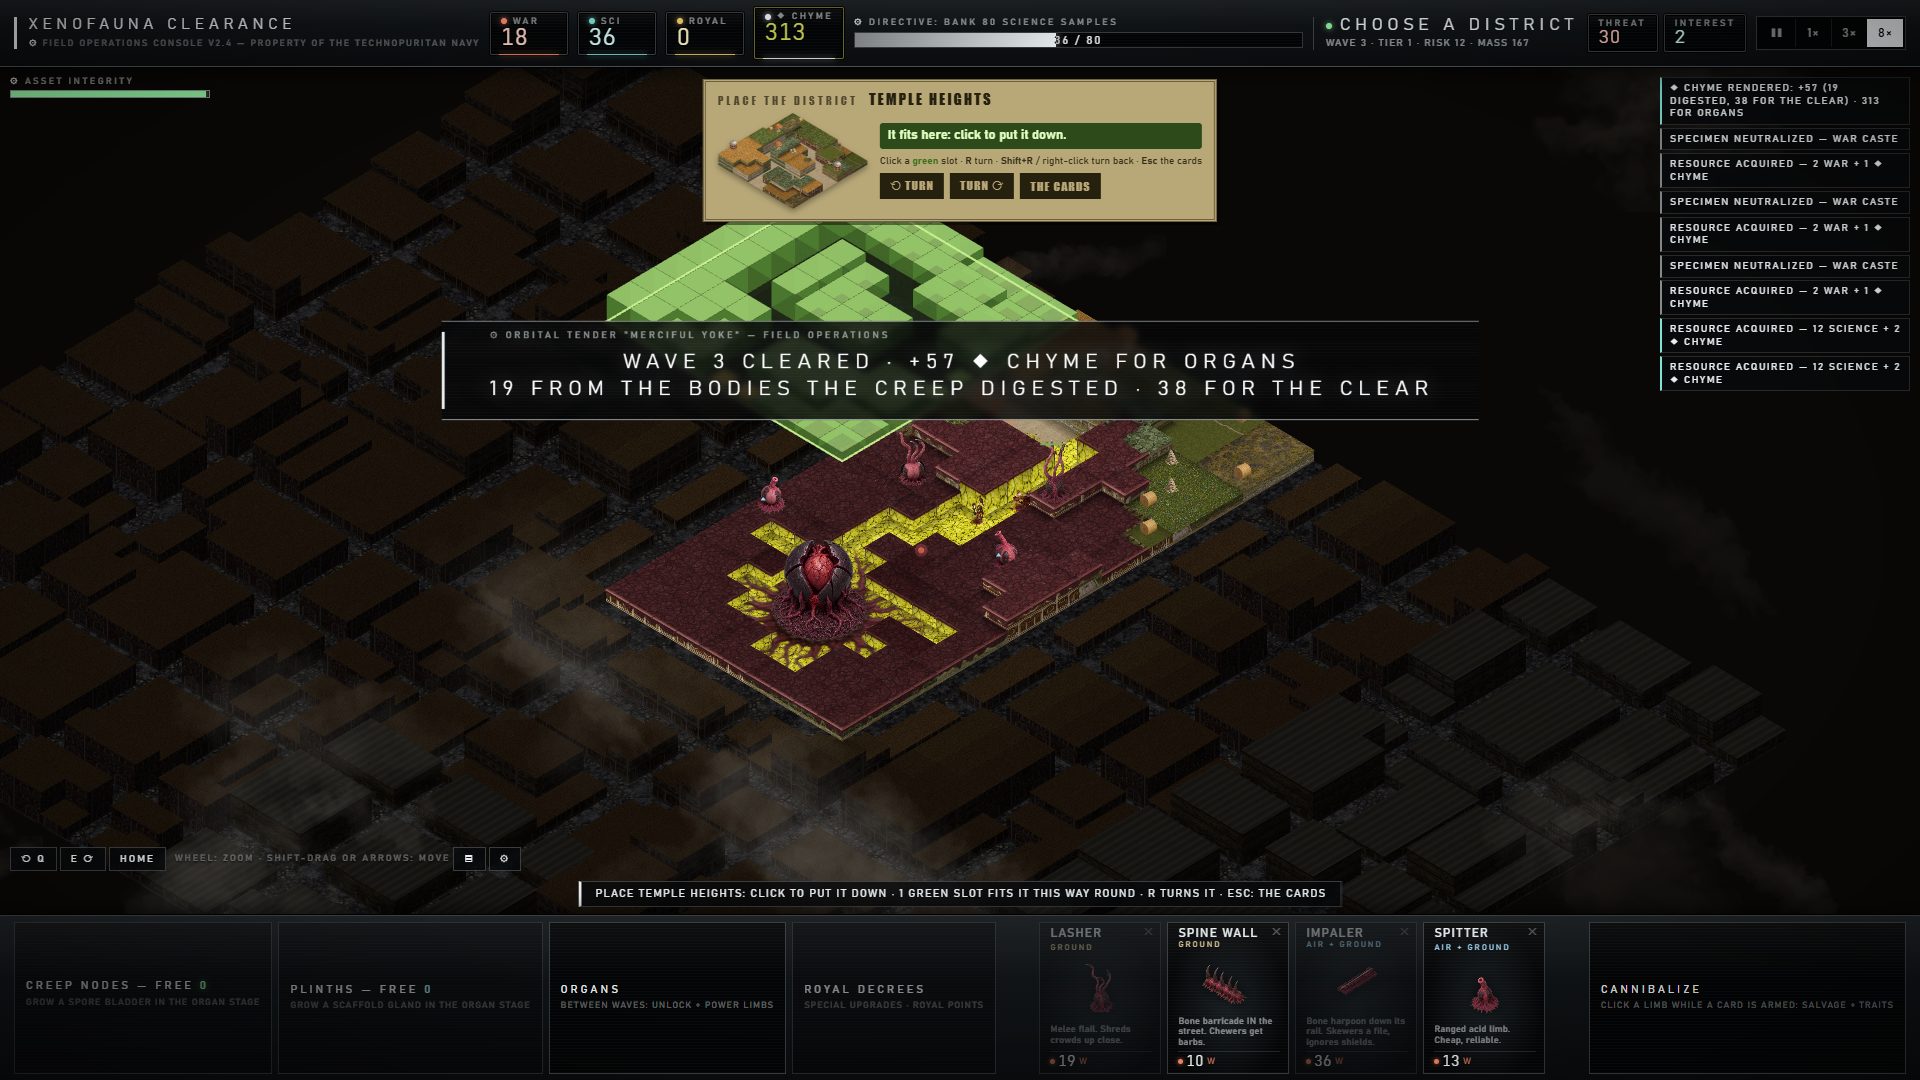 XENOFAUNA CLEARANCE
FIELD OPERATIONS CONSOLE V2.4 — PROPERTY OF THE TECHNOPURITAN NAVY
WAR
18
SCI
36
ROYAL
0
◆ CHYME
313
DIRECTIVE: BANK 80 SCIENCE SAMPLES
36 / 80
CHOOSE A DISTRICT
WAVE 3 · TIER 1 · RISK 12 · MASS 167
THREAT
30
INTEREST
2
1×
3×
8×
ASSET INTEGRITY
PLACE THE DISTRICT TEMPLE HEIGHTS
It fits here: click to put it down.
Click a green slot · R turn · Shift+R / right-click turn back · Esc the cards
TURN
TURN
THE CARDS
◆ CHYME RENDERED: +57 (19
DIGESTED, 38 FOR THE CLEAR) · 313
FOR ORGANS
SPECIMEN NEUTRALIZED — WAR CASTE
RESOURCE ACQUIRED — 2 WAR + 1 ◆
CHYME
SPECIMEN NEUTRALIZED — WAR CASTE
RESOURCE ACQUIRED — 2 WAR + 1 ◆
CHYME
SPECIMEN NEUTRALIZED — WAR CASTE
RESOURCE ACQUIRED — 2 WAR + 1 ◆
CHYME
RESOURCE ACQUIRED — 12 SCIENCE + 2
◆ CHYME
RESOURCE ACQUIRED — 12 SCIENCE + 2
◆ CHYME
ORBITAL TENDER "MERCIFUL YOKE" — FIELD OPERATIONS
WAVE 3 CLEARED · +57 ◆ CHYME FOR ORGANS
19 FROM THE BODIES THE CREEP DIGESTED · 38 FOR THE CLEAR
Q
E
HOME
WHEEL: ZOOM · SHIFT-DRAG OR ARROWS: MOVE
PLACE TEMPLE HEIGHTS: CLICK TO PUT IT DOWN · 1 GREEN SLOT FITS IT THIS WAY ROUND · R TURNS IT · ESC: THE CARDS
CREEP NODES — FREE 0
GROW A SPORE BLADDER IN THE ORGAN STAGE
PLINTHS — FREE 0
GROW A SCAFFOLD GLAND IN THE ORGAN STAGE
ORGANS
BETWEEN WAVES: UNLOCK + POWER LIMBS
ROYAL DECREES
SPECIAL UPGRADES · ROYAL POINTS
LASHER
GROUND
Melee flail. Shreds
crowds up close.
19 W
SPINE WALL
GROUND
Bone barricade IN the
street. Chewers get
barbs.
10 W
IMPALER
AIR + GROUND
Bone harpoon down its
rail. Skewers a file,
ignores shields.
36 W
SPITTER
AIR + GROUND
Ranged acid limb.
Cheap, reliable.
13 W
CANNIBALIZE
CLICK A LIMB WHILE A CARD IS ARMED: SALVAGE + TRAITS